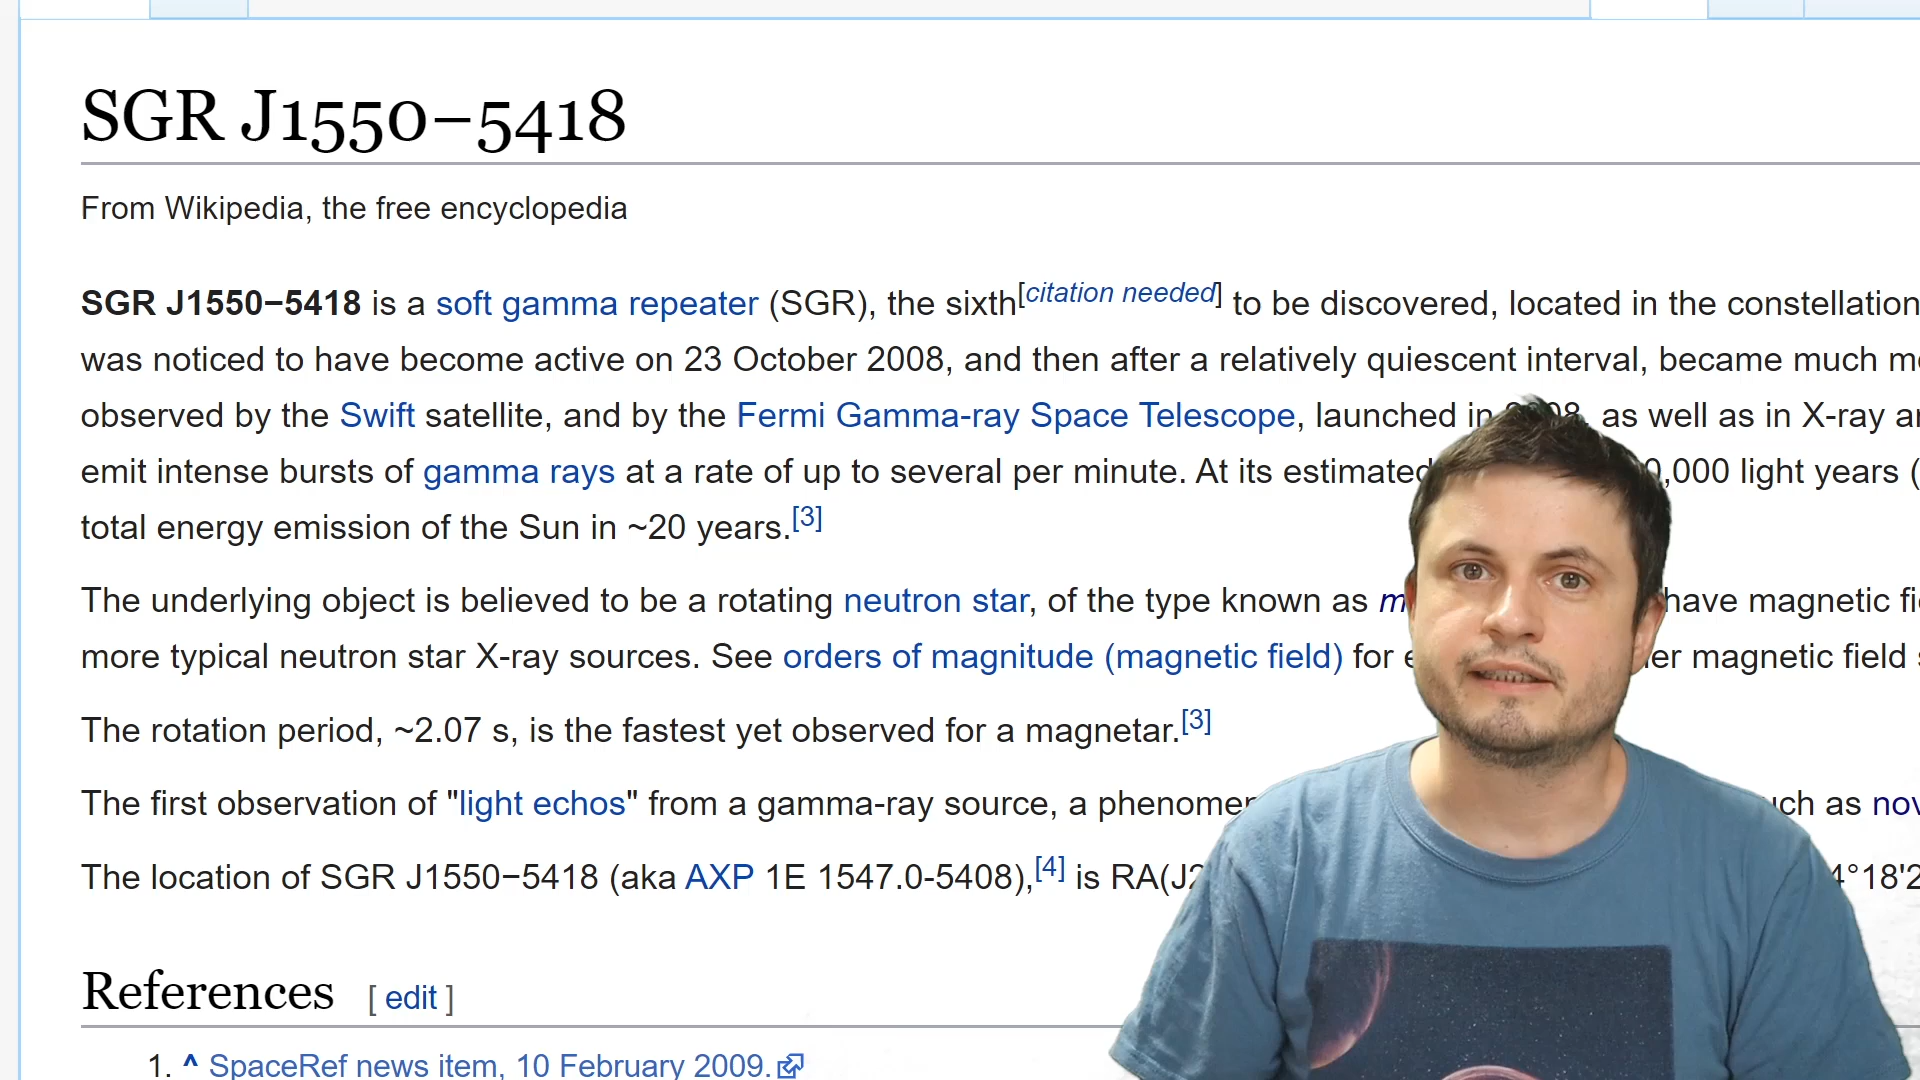 SGR J1550−5418
From Wikipedia, the free encyclopedia
SGR J1550−5418 is a soft gamma repeater (SGR), the sixth[citation needed] to be discovered, located in the constellation
was noticed to have become active on 23 October 2008, and then after a relatively quiescent interval, became much
observed by the Swift satellite, and by the Fermi Gamma-ray Space Telescope, launched in as well as in X-ray
emit intense bursts of gamma rays at a rate of up to several per minute. At its estimated 0,000 light years (
total energy emission of the Sun in ~20 years.[3]
The underlying object is believed to be a rotating neutron star, of the type known as have magnetic
more typical neutron star X-ray sources. See orders of magnitude (magnetic field) for magnetic field
The rotation period, ~2.07 s, is the fastest yet observed for a magnetar.[3]
The first observation of "light echos" from a gamma-ray source, a as
The location of SGR J1550−5418 (aka AXP 1E 1547.0-5408),[4] is
References [ edit ]
1. ^ SpaceRef news item, 10 February 2009.